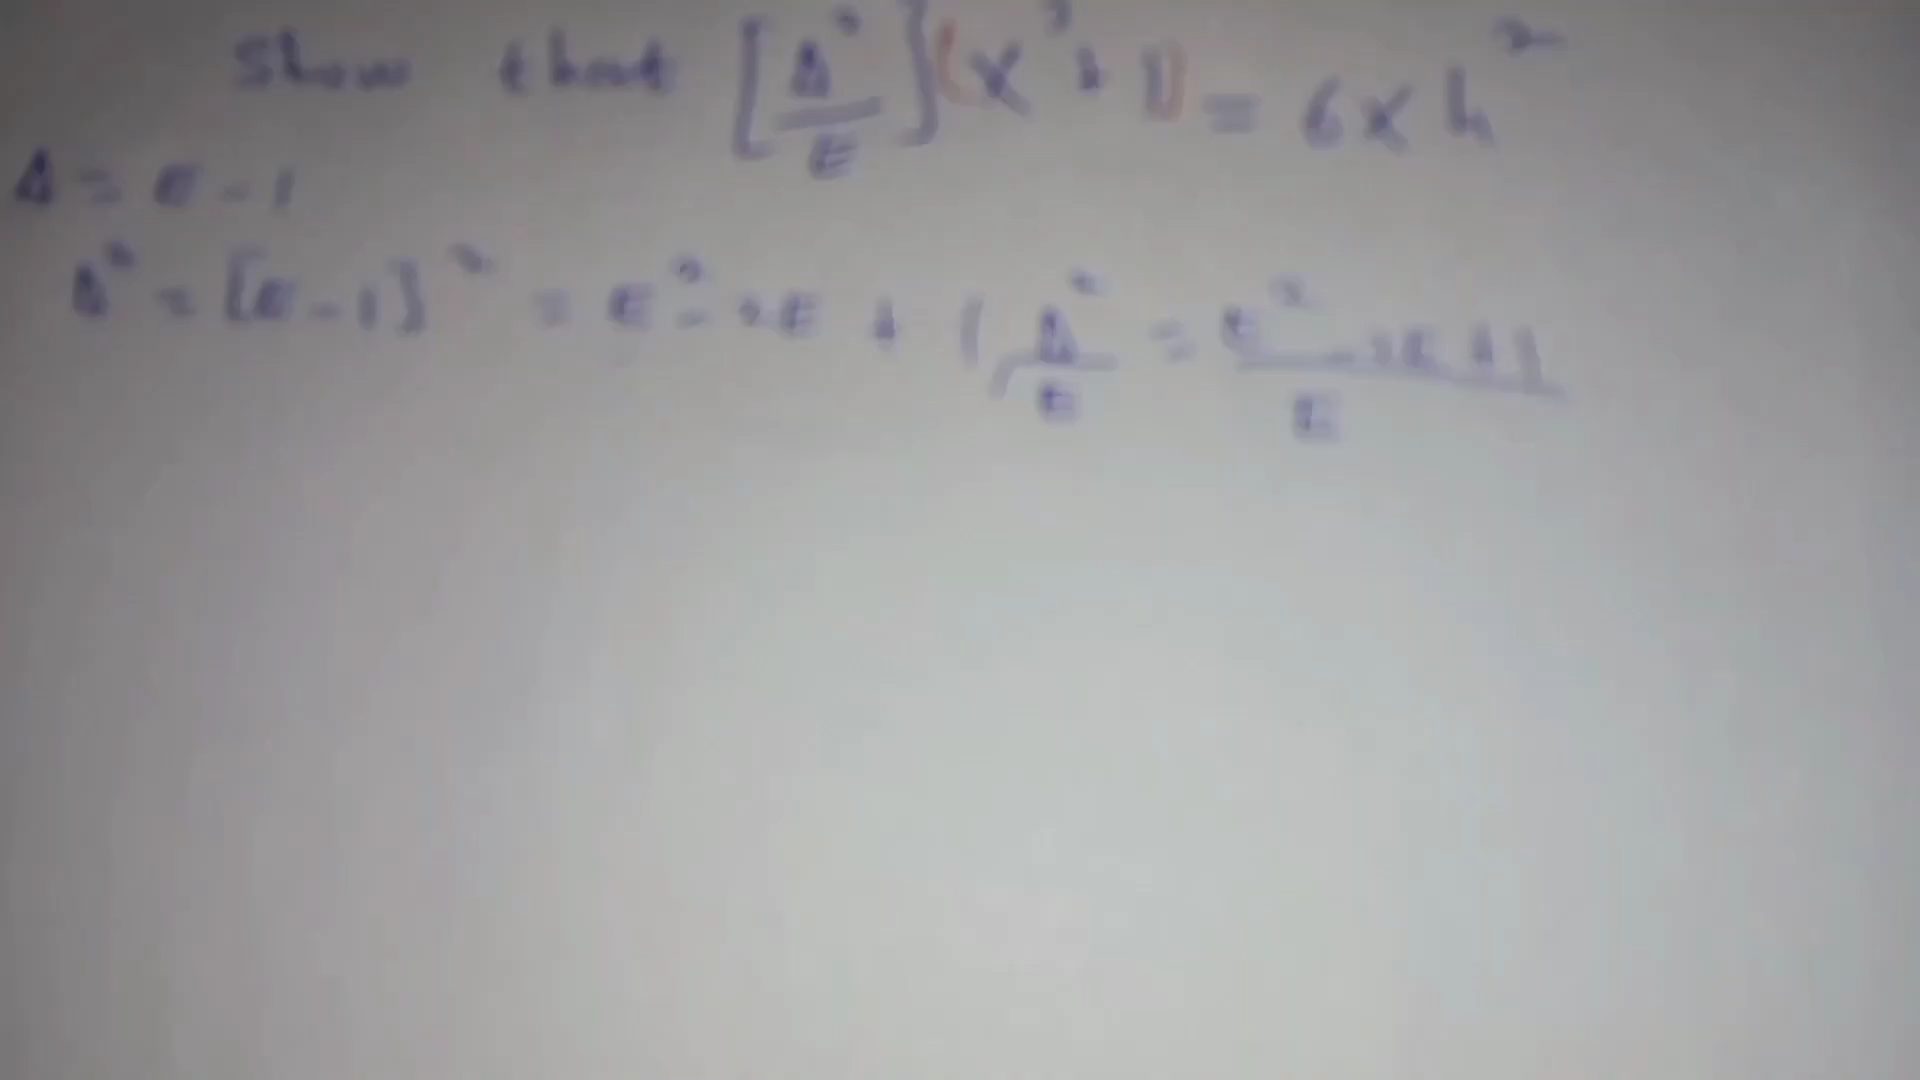 Show that [Δ²/E](x³+1) = 6xh²
Δ = E-1
Δ² = [E-1]² = E²-2E+1 Δ²/E = E²-2E+1/E